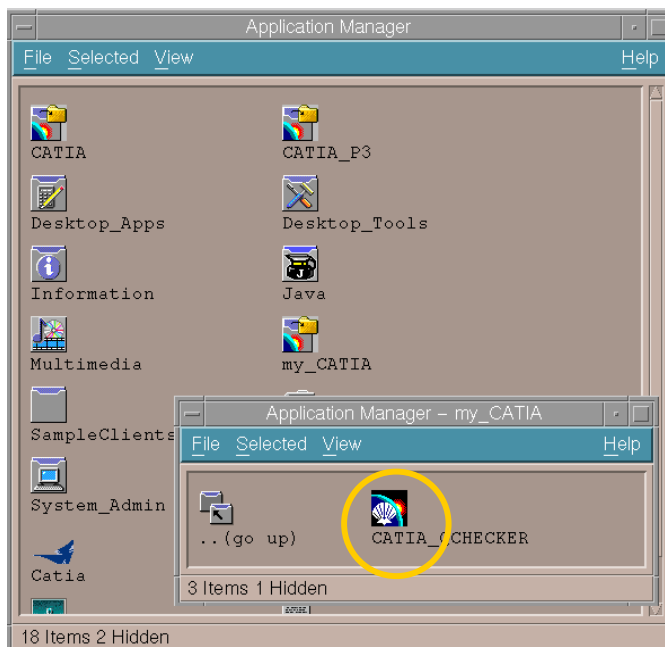 Application Manager
File Selected View Help
CATIA CATIA_P3
Desktop_Apps Desktop_Tools
Information Java
Multimedia my_CATIA
SampleClients
System_Admin
Catia
18 Items 2 Hidden
Application Manager – my_CATIA
File Selected View Help
..(go up) CATIA_QCHECKER
3 Items 1 Hidden